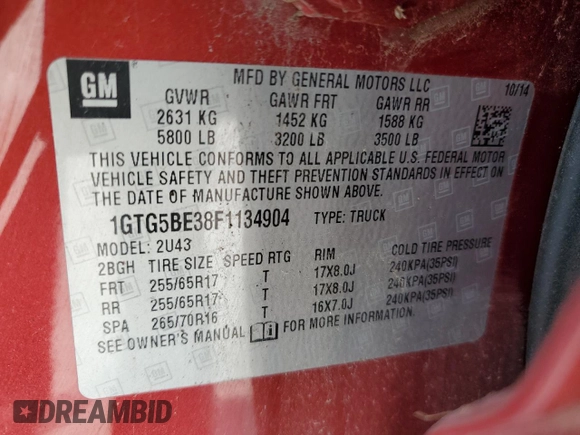 GM
MFD BY GENERAL MOTORS LLC 10/14
GVWR GAWR FRT GAWR RR
2631 KG 1452 KG 1588 KG
5800 LB 3200 LB 3500 LB
THIS VEHICLE CONFORMS TO ALL APPLICABLE U.S. FEDERAL MOTOR
VEHICLE SAFETY AND THEFT PREVENTION STANDARDS IN EFFECT ON
THE DATE OF MANUFACTURE SHOWN ABOVE.
1GTG5BE38F1134904 TYPE: TRUCK
MODEL: 2U43
2BGH TIRE SIZE SPEED RTG RIM COLD TIRE PRESSURE
FRT 255/65R17 T 17X8.0J 240KPA(35PSI)
RR 255/65R17 T 17X8.0J 240KPA(35PSI)
SPA 265/70R16 T 16X7.0J 240KPA(35PSI)
SEE OWNER'S MANUAL FOR MORE INFORMATION.
DREAMBID